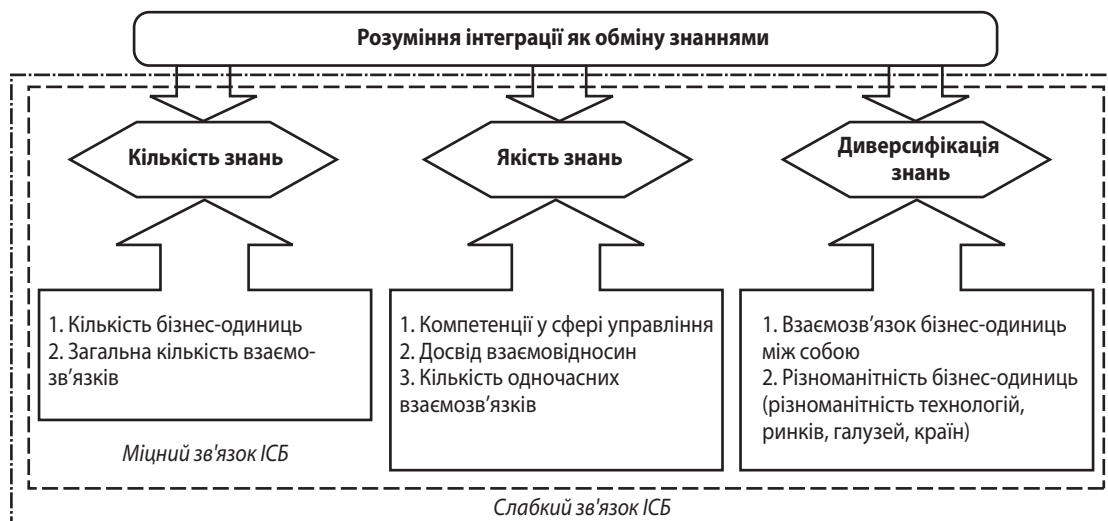 Розуміння інтеграції як обміну знаннями
Кількість знань
Якість знань
Диверсифікація
знань
1. Кількість бізнес-одиниць
2. Загальна кількість взаємо-
зв'язків
1. Компетенції у сфері управління
2. Досвід взаємовідносин
3. Кількість одночасних
взаємозв'язків
1. Взаємозв'язок бізнес-одиниць
між собою
2. Різноманітність бізнес-одиниць
(різноманітність технологій,
ринків, галузей, країн)
Міцний зв'язок ІСБ
Слабкий зв'язок ІСБ